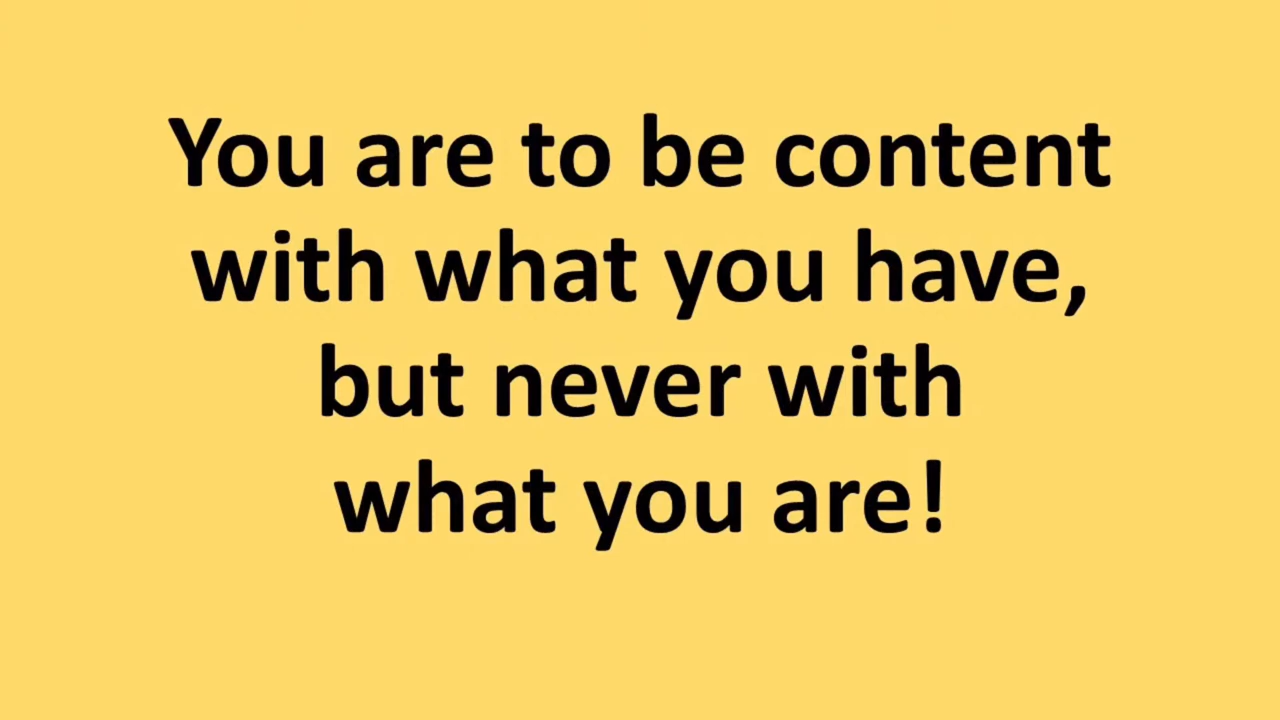 You are to be content
with what you have,
but never with
what you are!